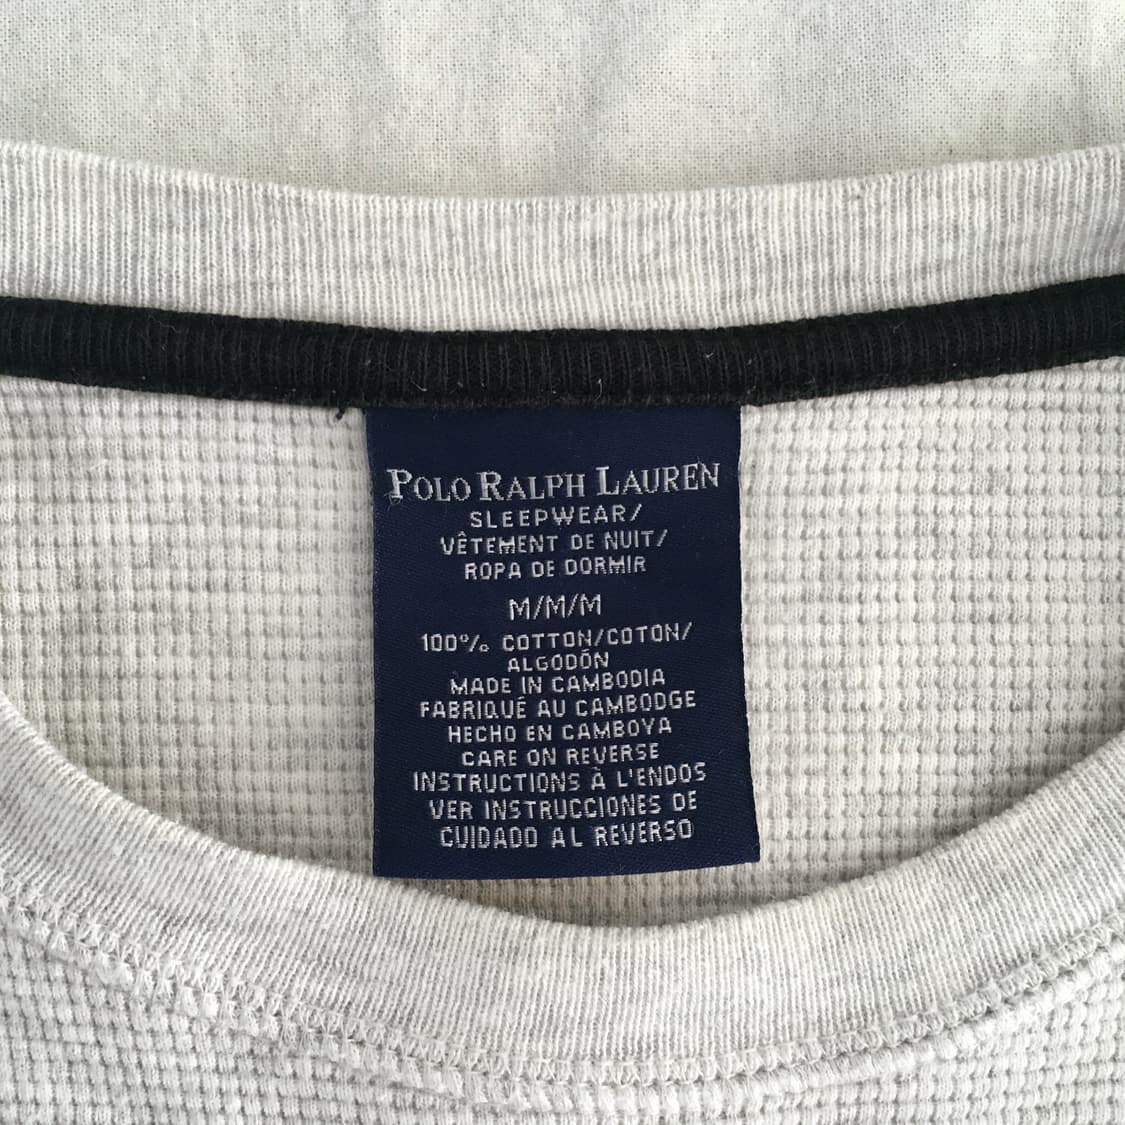 POLO RALPH LAUREN
SLEEPWEAR/
VÊTEMENT DE NUIT/
ROPA DE DORMIR
M/M/M
100% COTTON/COTON/
ALGODÓN
MADE IN CAMBODIA
FABRIQUÉ AU CAMBODGE
HECHO EN CAMBOYA
CARE ON REVERSE
INSTRUCTIONS À L'ENDOS
VER INSTRUCCIONES DE
CUIDADO AL REVERSO